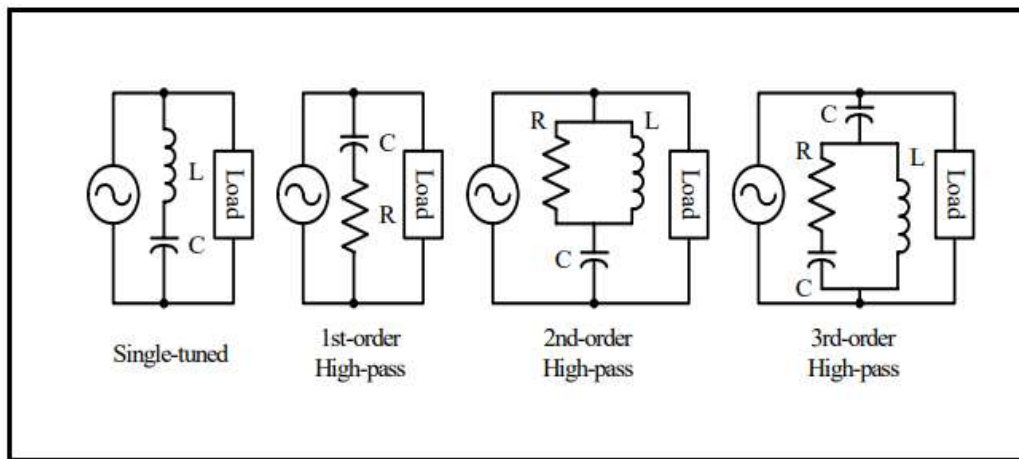 L
C
Load
Single-tuned
C
R
Load
1st-order
High-pass
R
L
C
Load
2nd-order
High-pass
C
R
L
C
Load
3rd-order
High-pass